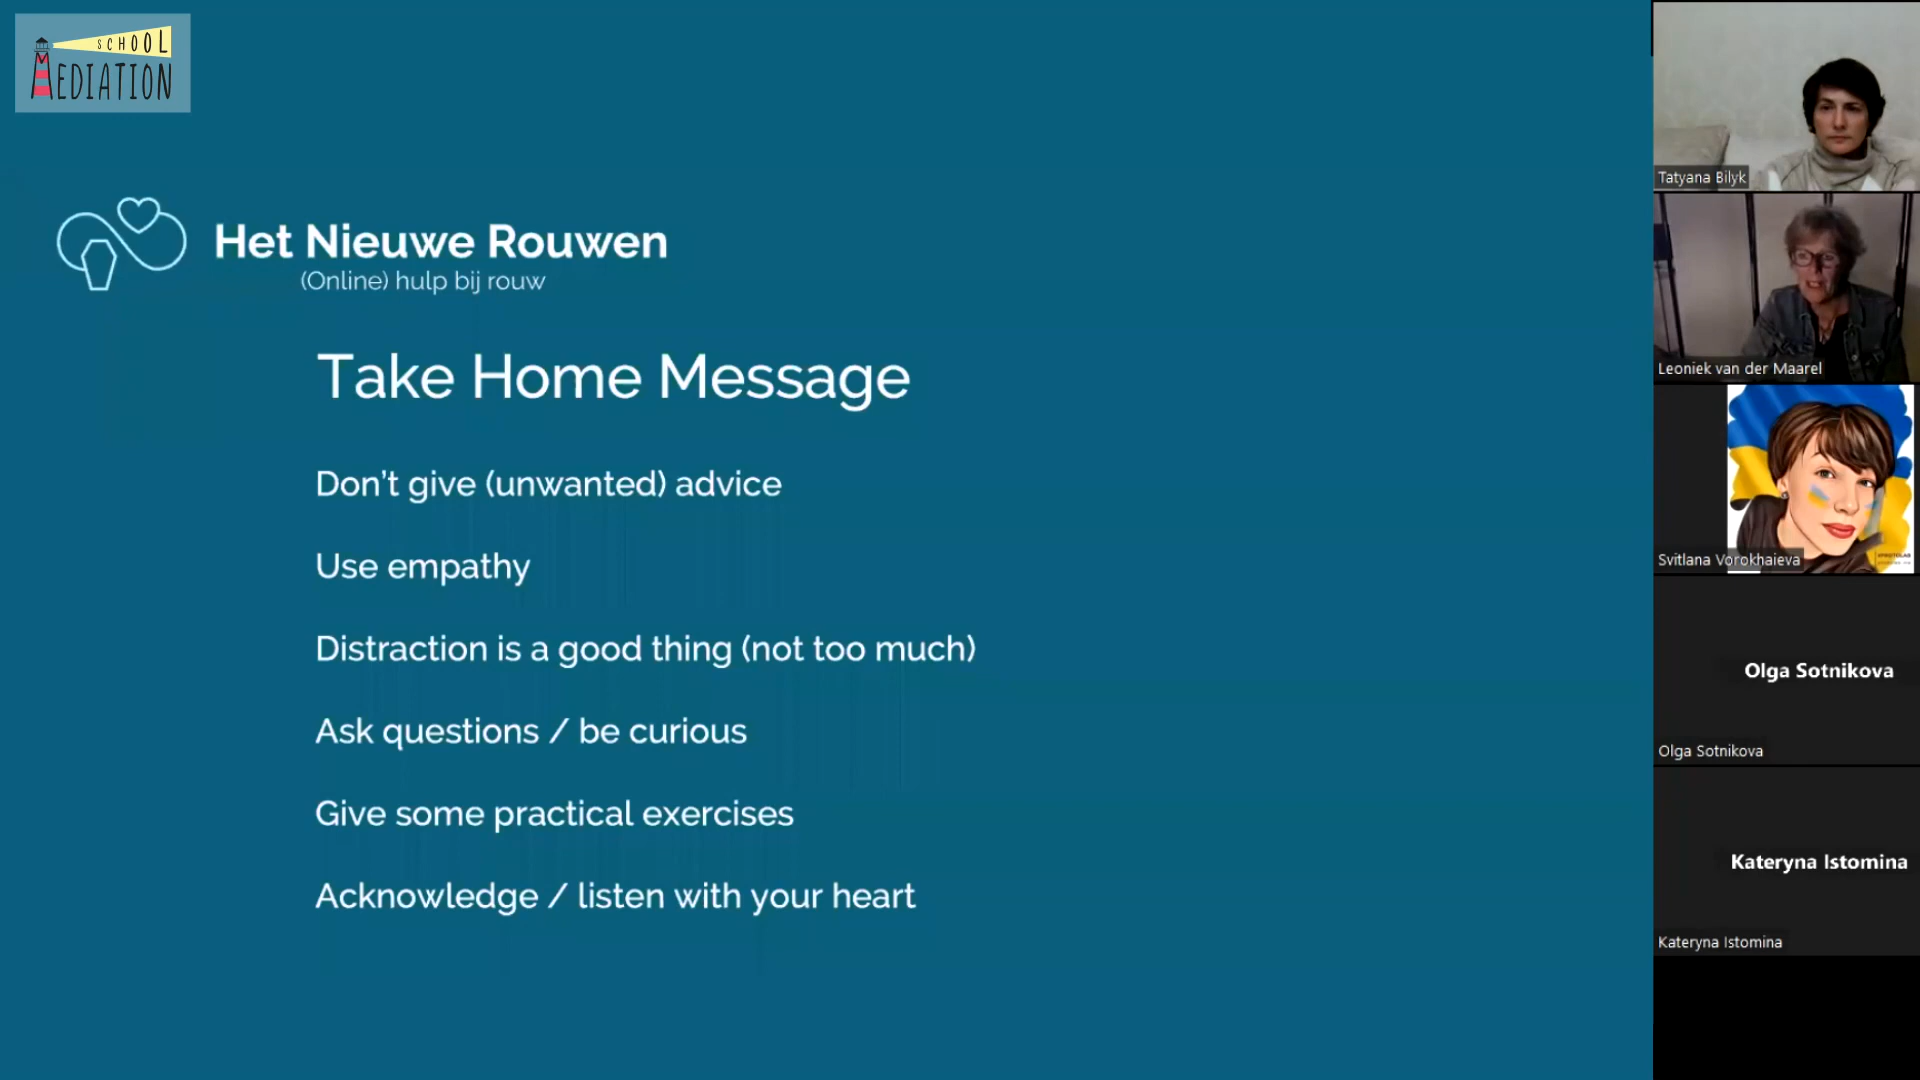 SCHOOL
MEDIATION
Het Nieuwe Rouwen
(Online) hulp bij rouw
Take Home Message
Don't give (unwanted) advice
Use empathy
Distraction is a good thing (not too much)
Ask questions / be curious
Give some practical exercises
Acknowledge / listen with your heart
Tatyana Bilyk
Leoniek van der Maarel
Svitlana Vorokhaieva
Olga Sotnikova
Olga Sotnikova
Kateryna Istomina
Kateryna Istomina